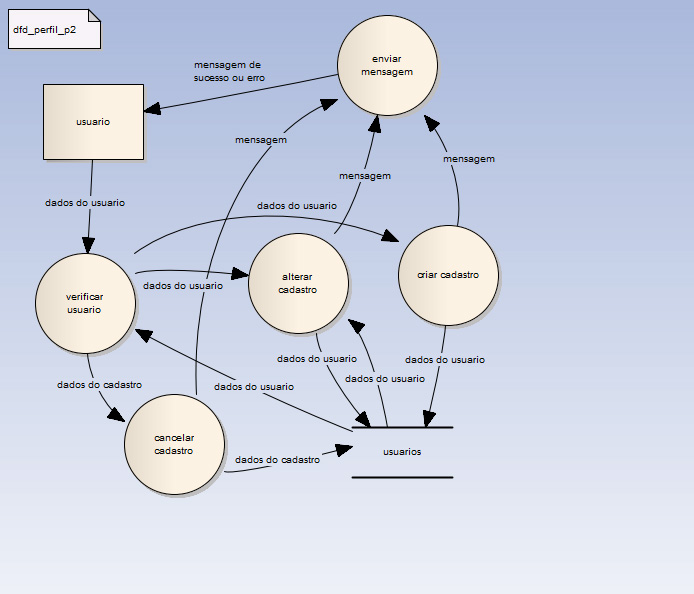 dfd_perfil_p2
enviar
mensagem
mensagem de
sucesso ou erro
usuario
mensagem
mensagem
mensagem
dados do usuario
dados do usuario
verificar
usuario
dados do usuario
alterar
cadastro
criar cadastro
dados do usuario
dados do usuario
dados do usuario
dados do cadastro
dados do usuario
cancelar
cadastro
dados do cadastro
usuarios